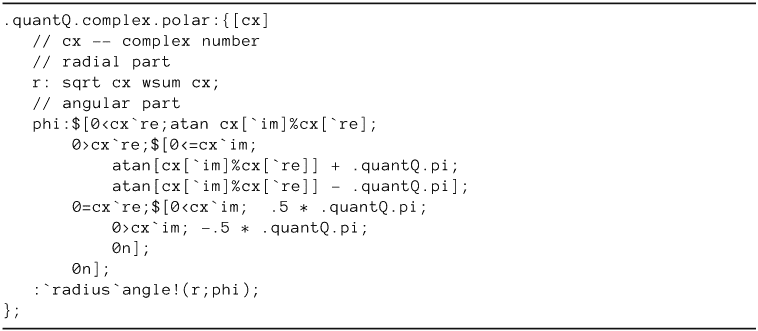 .quantQ.complex.polar:{[cx]
// cx -- complex number
// radial part
r: sqrt cx wsum cx;
// angular part
phi:$[0<cx`re;atan cx[`im]%cx[`re];
0>cx`re;$[0<=cx`im;
atan[cx[`im]%cx[`re]] + .quantQ.pi;
atan[cx[`im]%cx[`re]] - .quantQ.pi];
0=cx`re;$[0<cx`im; .5 * .quantQ.pi;
0>cx`im; -.5 * .quantQ.pi;
0n];
0n];
:`radius`angle!(r;phi);
};